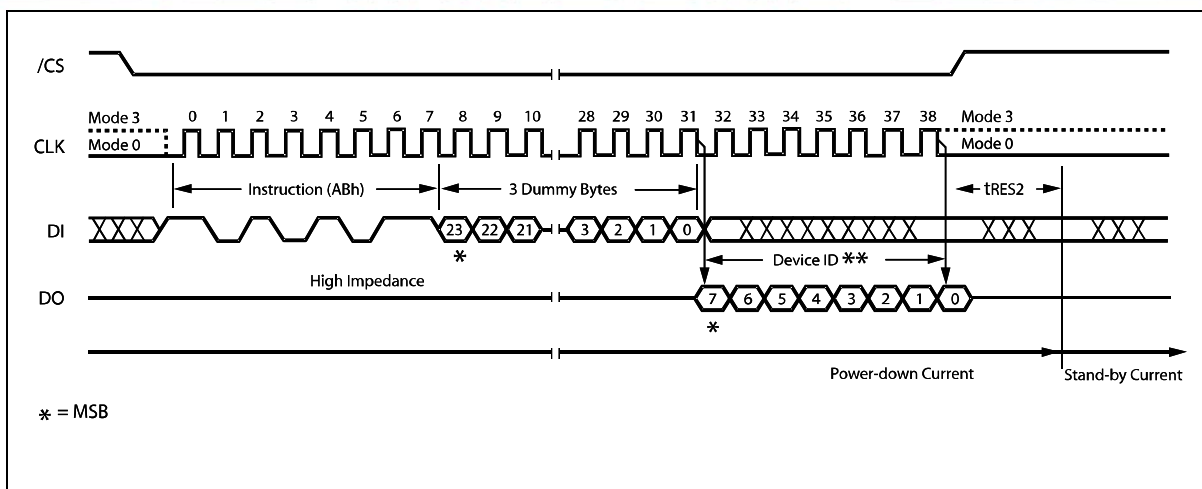 /CS
Mode 3 0 1 2 3 4 5 6 7 8 9 10 28 29 30 31 32 33 34 35 36 37 38 Mode 3
CLK Mode 0 Mode 0
Instruction (ABh) 3 Dummy Bytes tRES2
DI 23 22 21 3 2 1 0
* Device ID **
High Impedance
DO 7 6 5 4 3 2 1 0
*
Power-down Current Stand-by Current
* = MSB